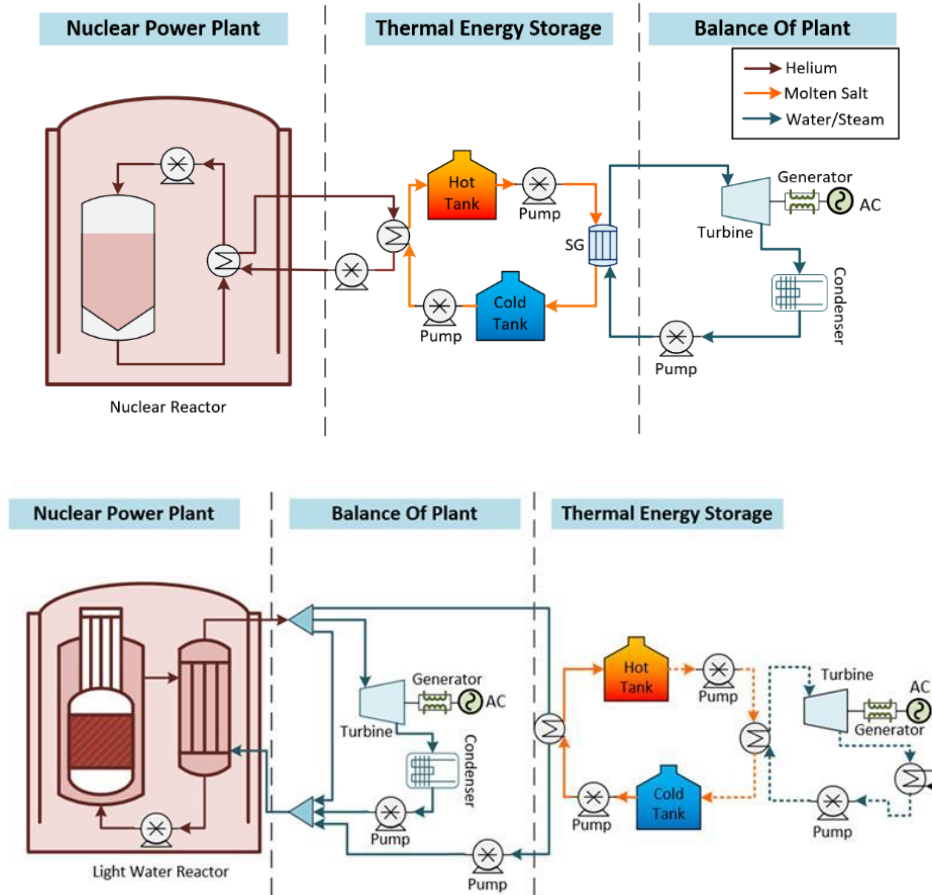 Nuclear Power Plant
Thermal Energy Storage
Balance Of Plant
Helium
Molten Salt
Water/Steam
Hot
Tank
Pump
Generator
AC
Turbine
SG
Cold
Tank
Pump
Condenser
Pump
Nuclear Reactor
Nuclear Power Plant
Balance Of Plant
Thermal Energy Storage
Generator
AC
Turbine
Condenser
Pump
Pump
Light Water Reactor
Hot
Tank
Pump
Turbine
AC
Generator
Cold
Tank
Pump
Pump